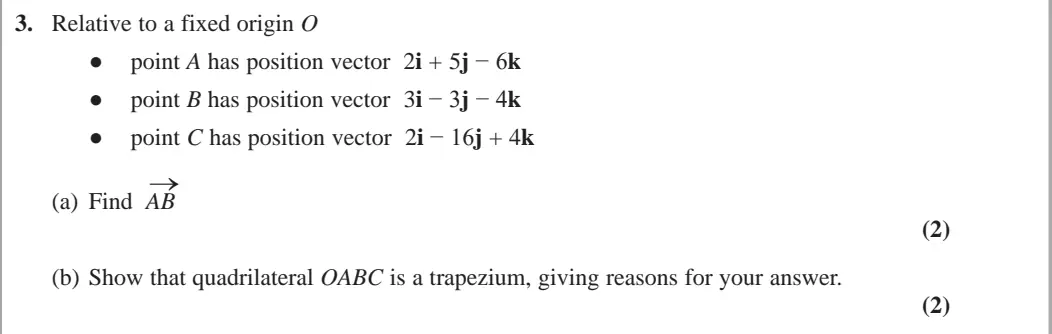 3. Relative to a fixed origin O
● point A has position vector 2i + 5j − 6k
● point B has position vector 3i − 3j − 4k
● point C has position vector 2i − 16j + 4k
(a) Find A⃗B⃗
(2)
(b) Show that quadrilateral OABC is a trapezium, giving reasons for your answer.
(2)